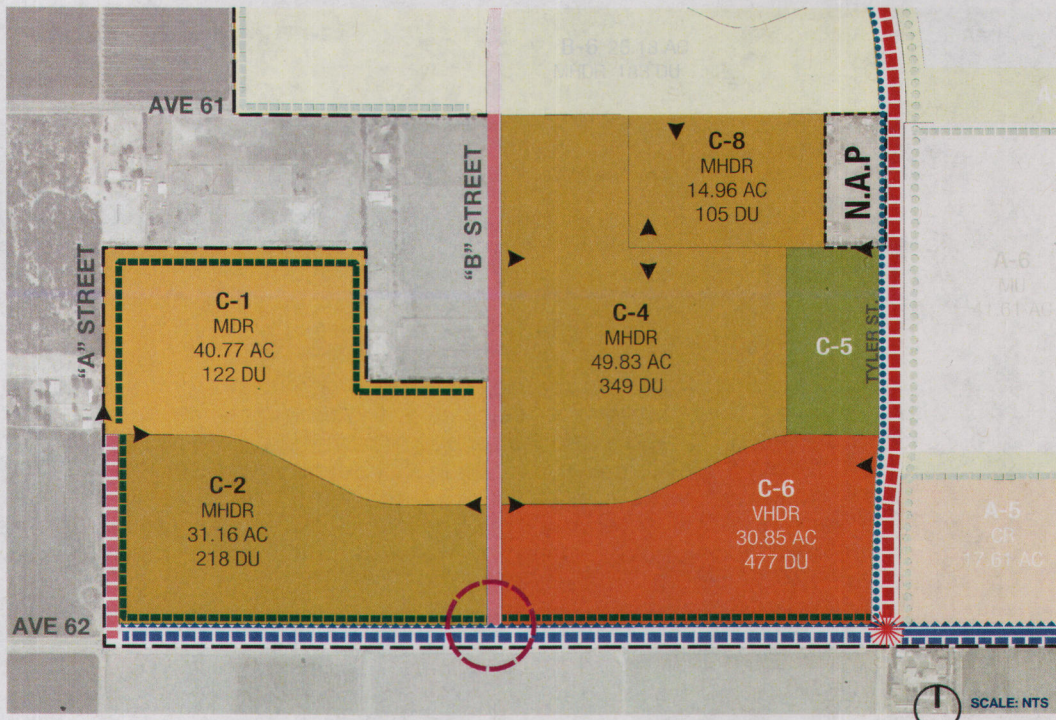 MHDR
AVE 61
"B" STREET
C-8
MHDR
14.96 AC
105 DU
N.A.P
"A" STREET
C-1
MDR
40.77 AC
122 DU
C-4
MHDR
49.83 AC
349 DU
C-5
TYLER ST.
A-6
41.61 AC
C-2
MHDR
31.16 AC
218 DU
C-6
VHDR
30.85 AC
477 DU
A-5
CR
17.61 AC
AVE 62
SCALE: NTS